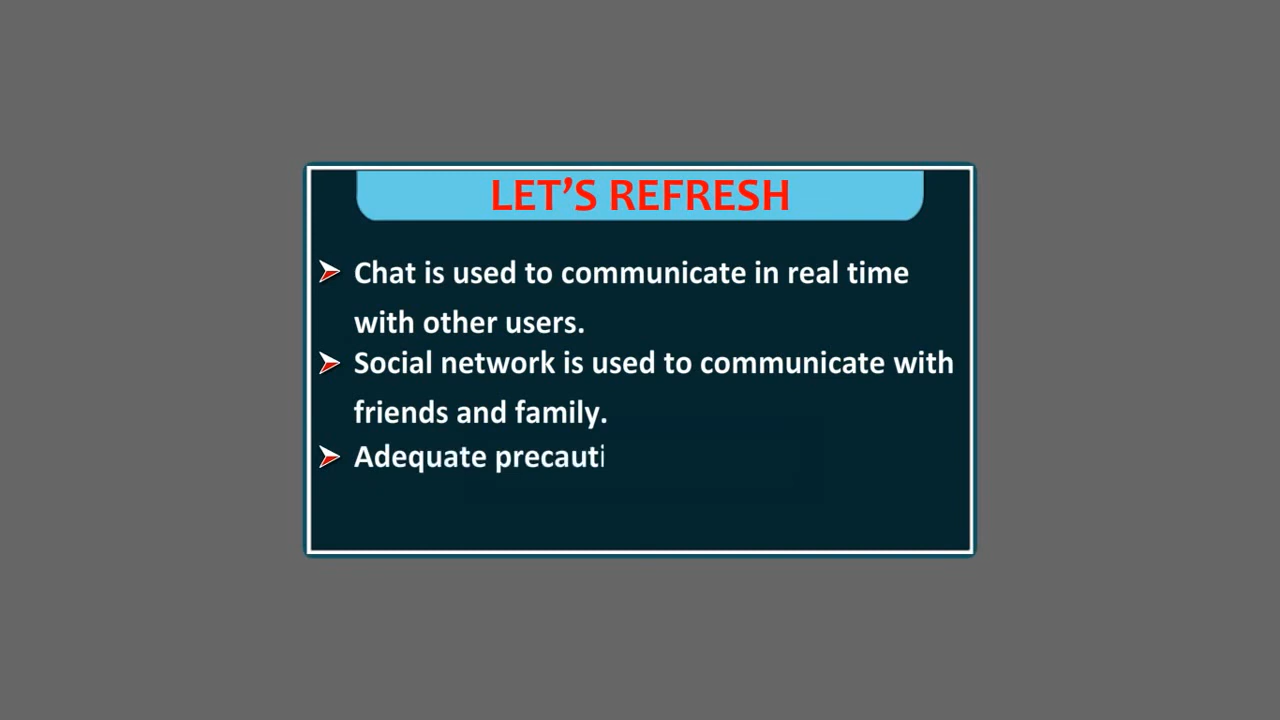 LET'S REFRESH
Chat is used to communicate in real time
with other users.
Social network is used to communicate with
friends and family.
Adequate precauti